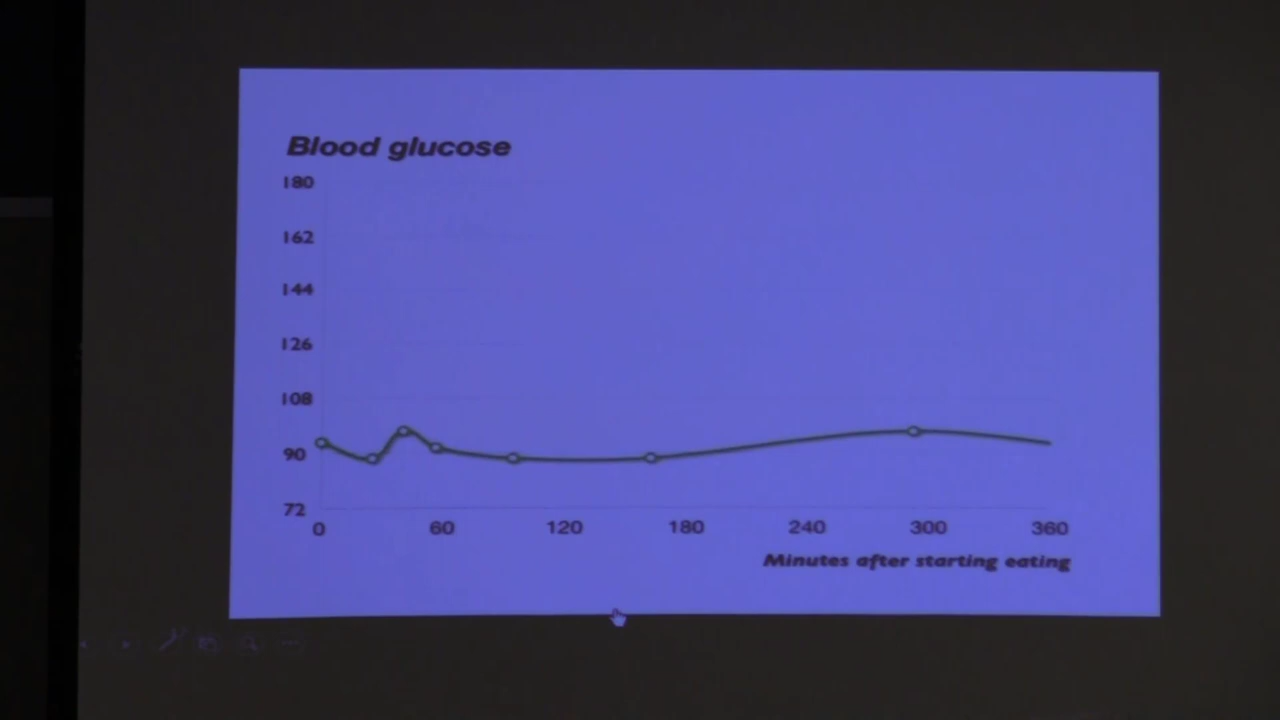 Blood glucose
180
162
144
126
108
90
72
0 60 120 180 240 300 360
Minutes after starting eating